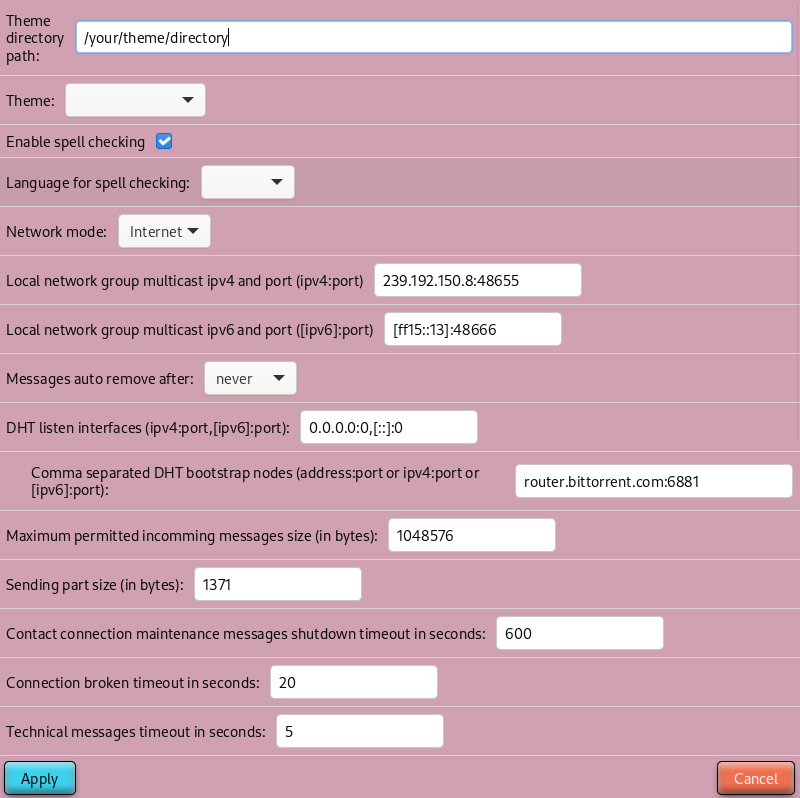 Theme
directory
path:
/your/theme/directory
Theme:
Enable spell checking
Language for spell checking:
Network mode: Internet
Local network group multicast ipv4 and port (ipv4:port) 239.192.150.8:48655
Local network group multicast ipv6 and port ([ipv6]:port) [ff15::13]:48666
Messages auto remove after: never
DHT listen interfaces (ipv4:port,[ipv6]:port): 0.0.0.0:0,[::]:0
Comma separated DHT bootstrap nodes (address:port or ipv4:port or
[ipv6]:port):
router.bittorrent.com:6881
Maximum permitted incomming messages size (in bytes): 1048576
Sending part size (in bytes): 1371
Contact connection maintenance messages shutdown timeout in seconds: 600
Connection broken timeout in seconds: 20
Technical messages timeout in seconds: 5
Apply Cancel